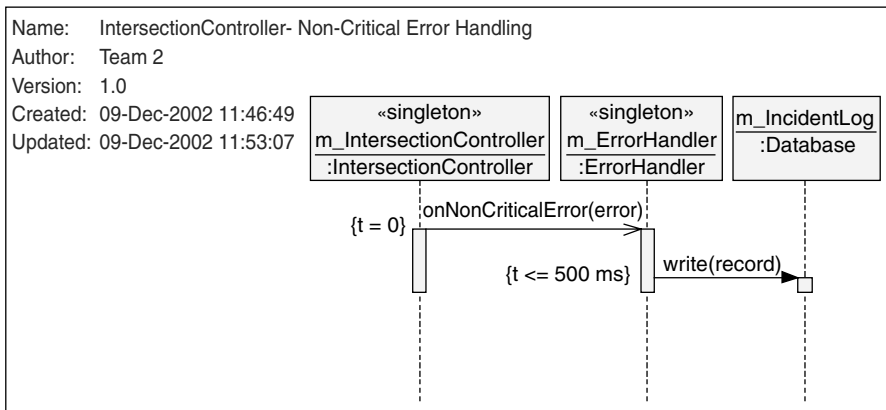 Name: IntersectionController- Non-Critical Error Handling
Author: Team 2
Version: 1.0
Created: 09-Dec-2002 11:46:49
Updated: 09-Dec-2002 11:53:07
«singleton»
m_IntersectionController
:IntersectionController
«singleton»
m_ErrorHandler
:ErrorHandler
m_IncidentLog
:Database
onNonCriticalError(error)
{t = 0}
write(record)
{t <= 500 ms}